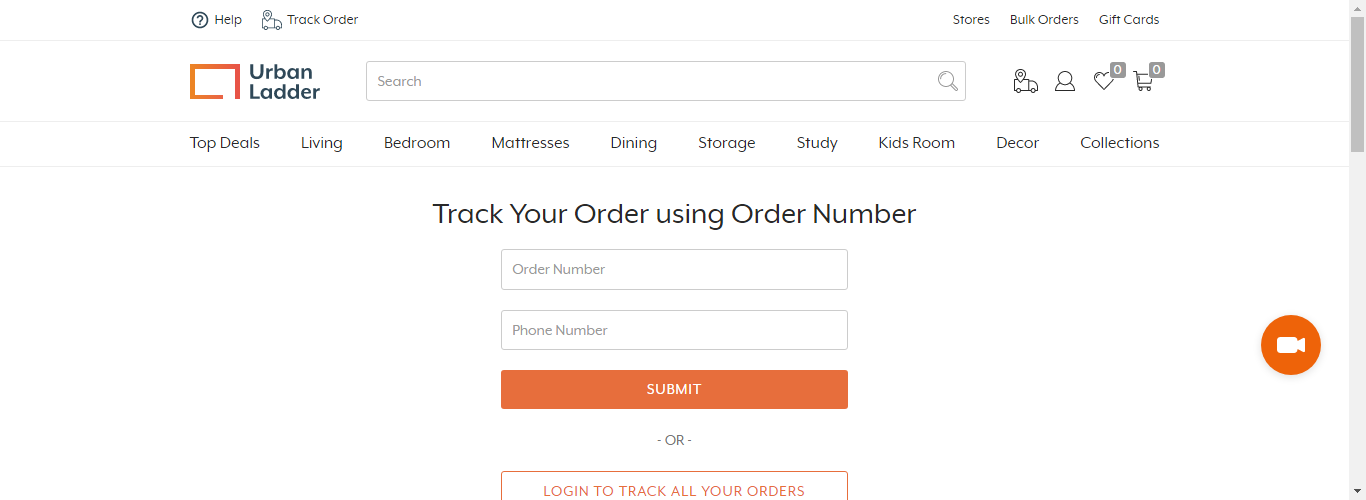 Help Track Order Stores Bulk Orders Gift Cards
Urban
Ladder
Search
0 0
Top Deals Living Bedroom Mattresses Dining Storage Study Kids Room Decor Collections
Track Your Order using Order Number
Order Number
Phone Number
SUBMIT
- OR -
LOGIN TO TRACK ALL YOUR ORDERS